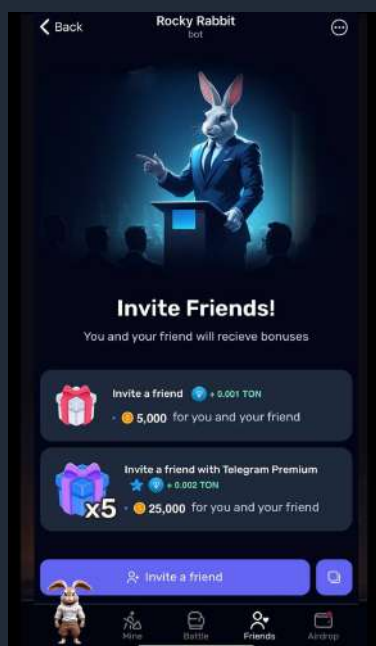 Back
Rocky Rabbit
bot
Invite Friends!
You and your friend will recieve bonuses
Invite a friend + 0.001 TON
• 5,000 for you and your friend
Invite a friend with Telegram Premium
+ 0.002 TON
x5 • 25,000 for you and your friend
Invite a friend
Mine Battle Friends Airdrop